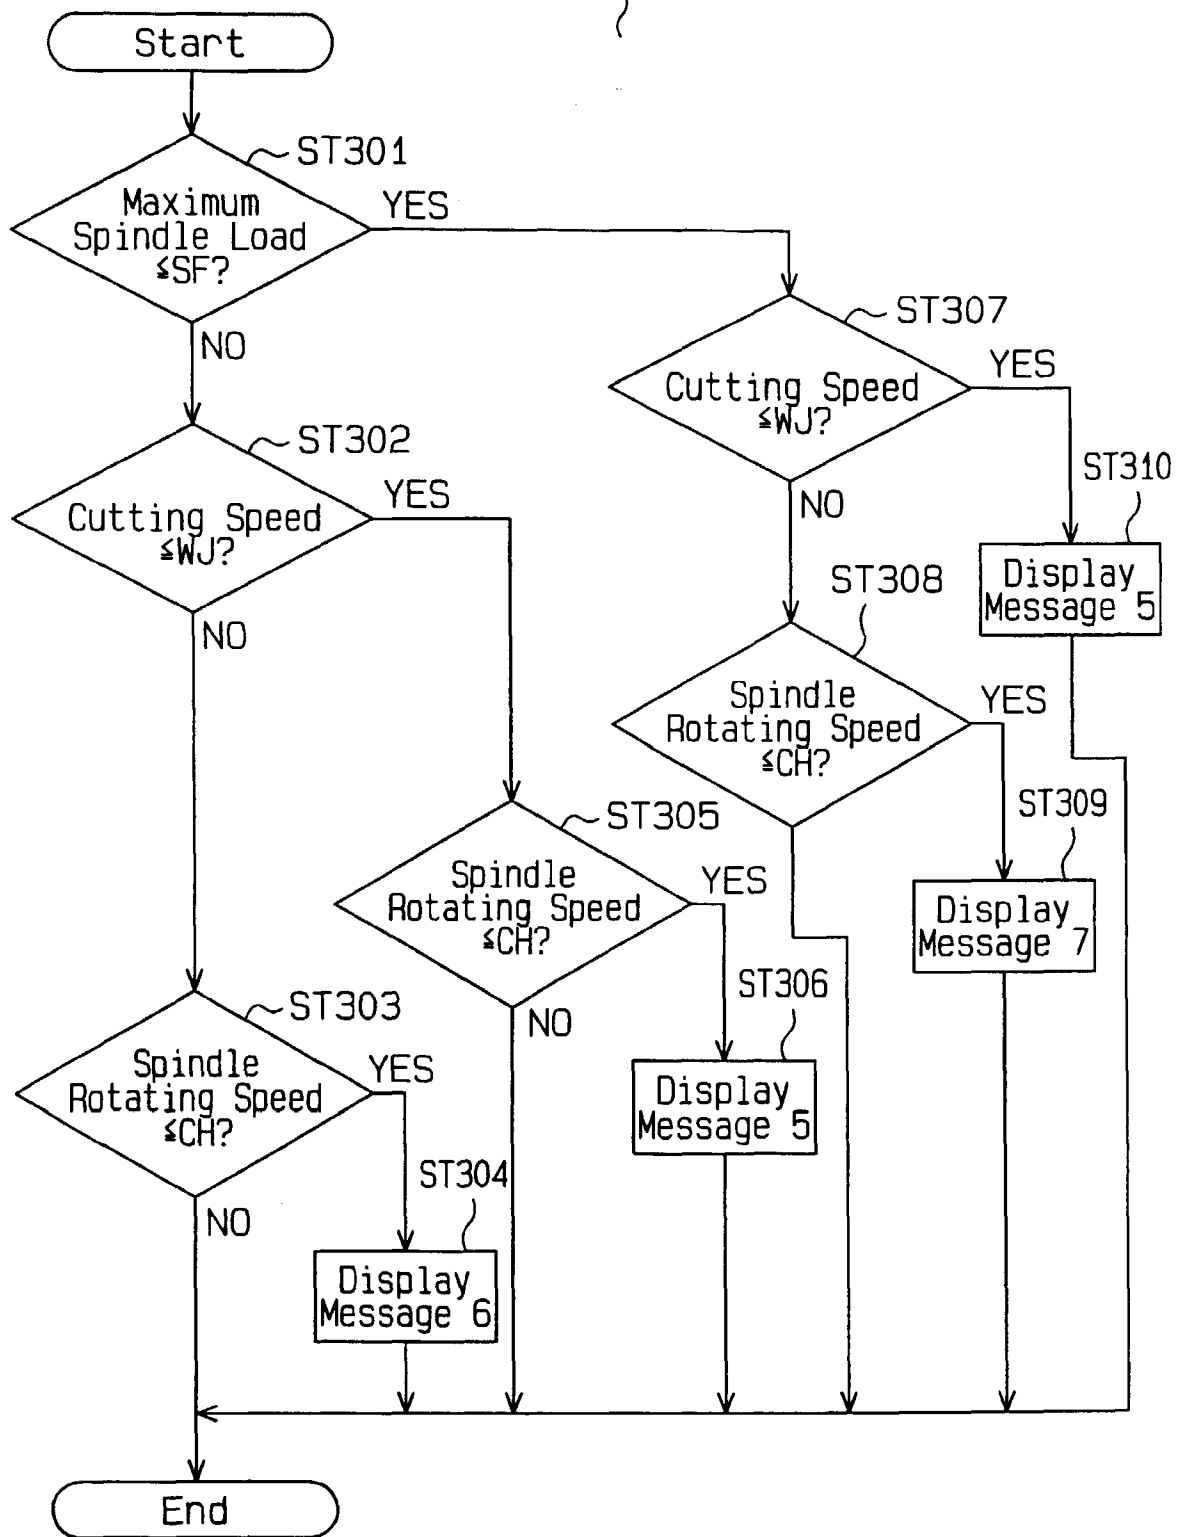 Start
ST301
Maximum
Spindle Load
≦SF?
YES
NO
ST307
Cutting Speed
≦WJ?
YES
NO
ST302
Cutting Speed
≦WJ?
YES
NO
ST310
Display
Message 5
ST308
Spindle
Rotating Speed
≦CH?
YES
ST309
Display
Message 7
ST305
Spindle
Rotating Speed
≦CH?
YES
NO
ST306
Display
Message 5
ST303
Spindle
Rotating Speed
≦CH?
YES
NO
ST304
Display
Message 6
End